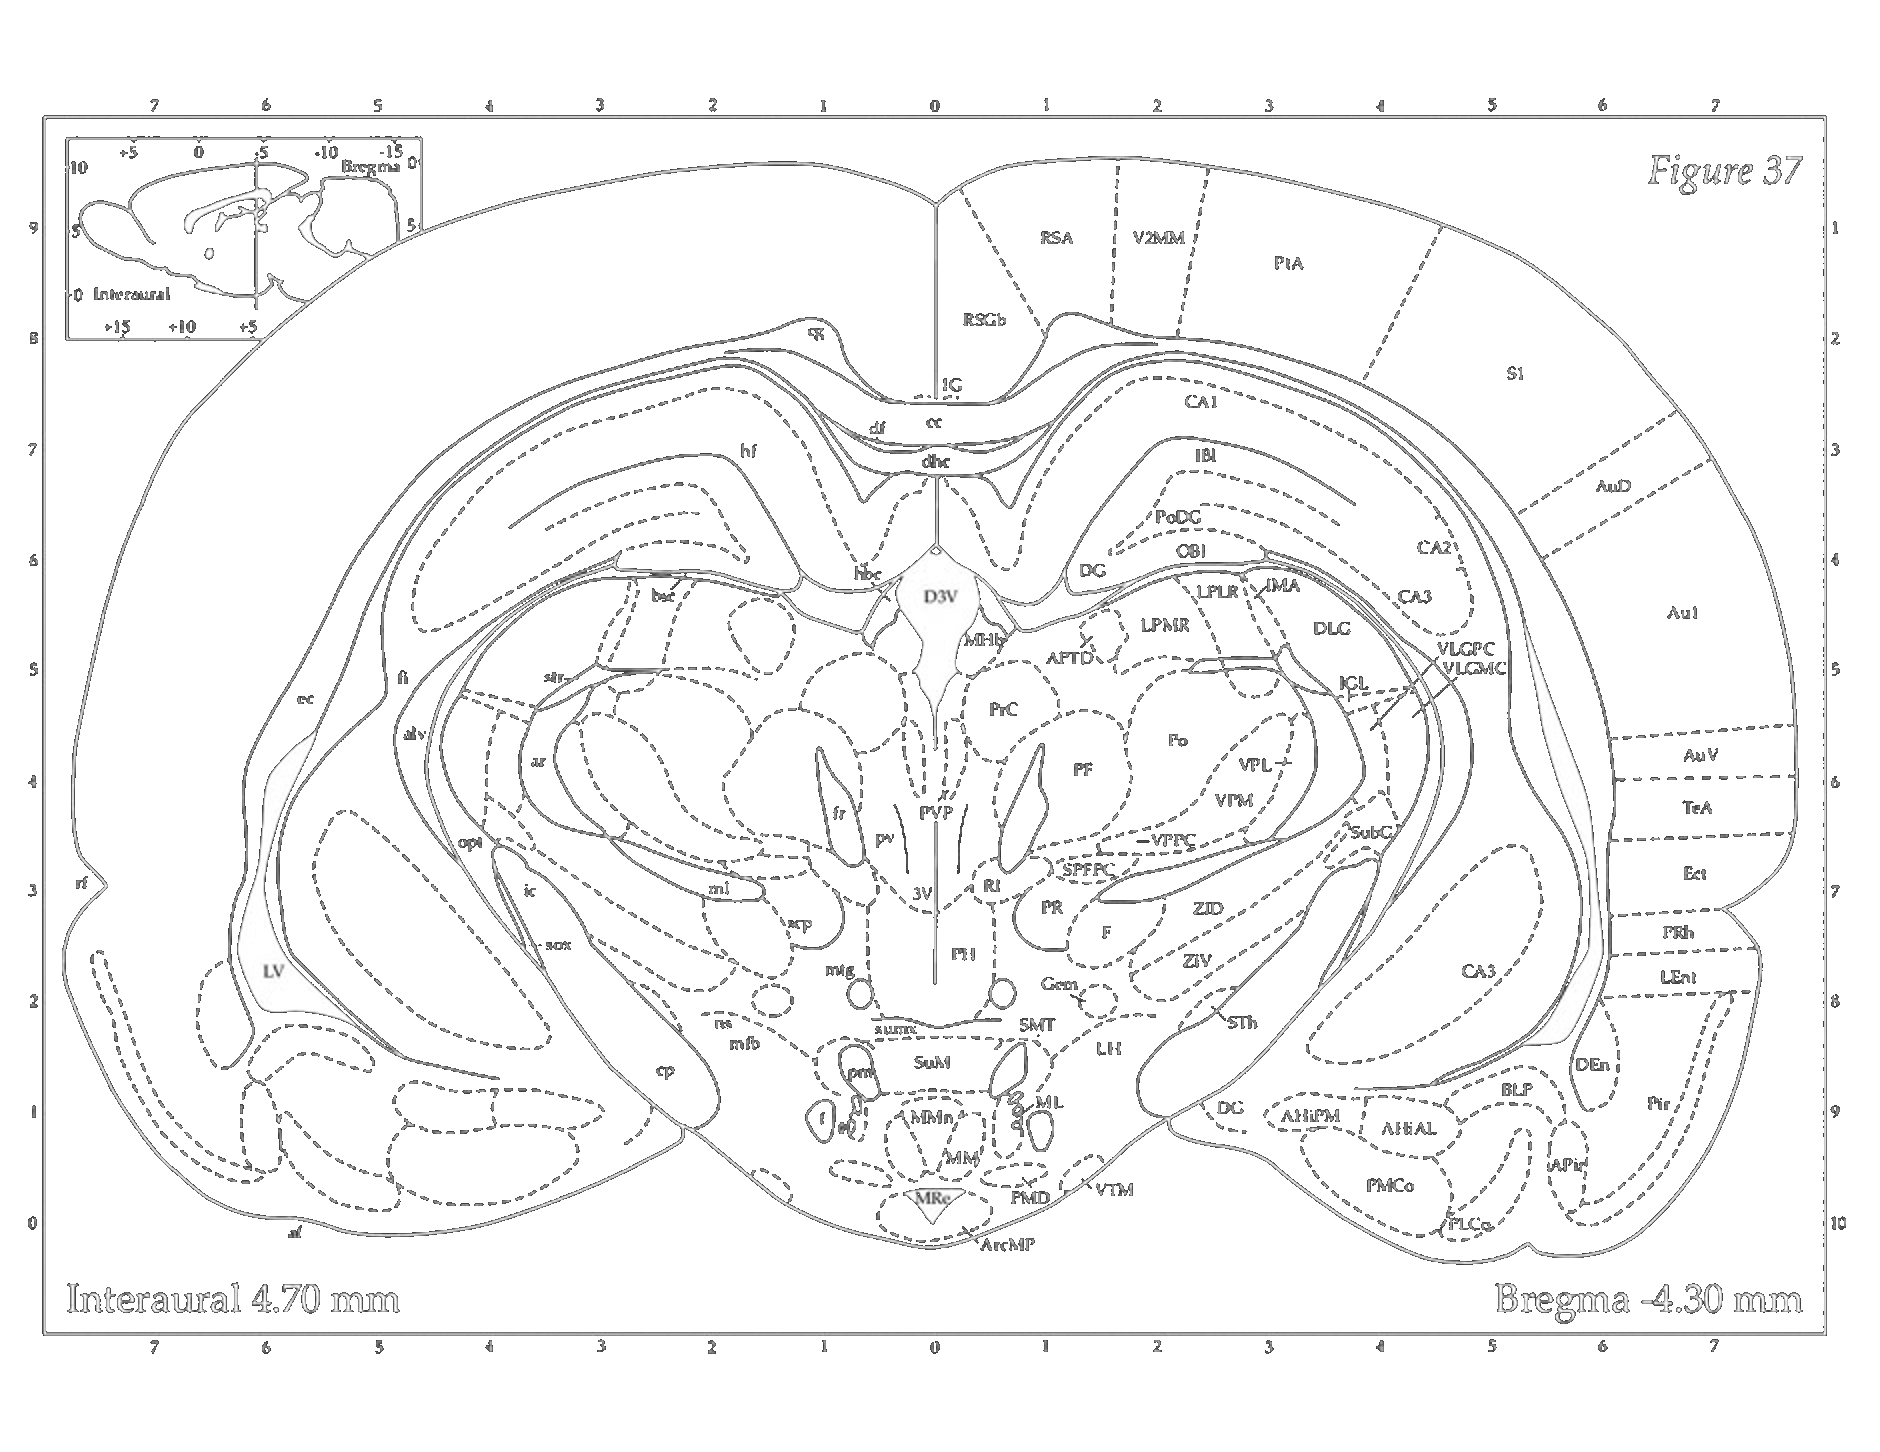 7 6 5 4 3 2 1 0 1 2 3 4 5 6 7
+5 0 -5 -10 -15
Bregma
10 0
5 5
0 Interaural
+15 +10 +5
Figure 37
9 1
8 2
7 3
6 4
5 5
4 6
3 7
2 8
1 9
0 10
RSA V2MM
PtA
RSGb
cg
IG
S1
CA1
df cc
hf dhc IBl
AuD
PoDG
OBl CA2
hbc DG
bsc D3V LPLR IMA CA3
Au1
LPMR DLG
MHb
APTD VLGPC
VLGMC
fi str IGL
ec PrC
alv Po
AuV
ar PF VPL
VPM
TeA
fr PVP
SubG
opt pv VPPC
SPFPC
Ect
rf ic ml 3V RI
PR ZID
scp F PRh
sox PH
ZIV
LV mtg CA3
LEnt
Gem
ns sumx SMT STh
mfb LH
SuM DEn
cp pm
BLP
ML Pir
f MMn DG AHiPM
AHiAL
MM APir
PMCo
MRe PMD VTM
PLCo
af
ArcMP
Interaural 4.70 mm
Bregma -4.30 mm
7 6 5 4 3 2 1 0 1 2 3 4 5 6 7